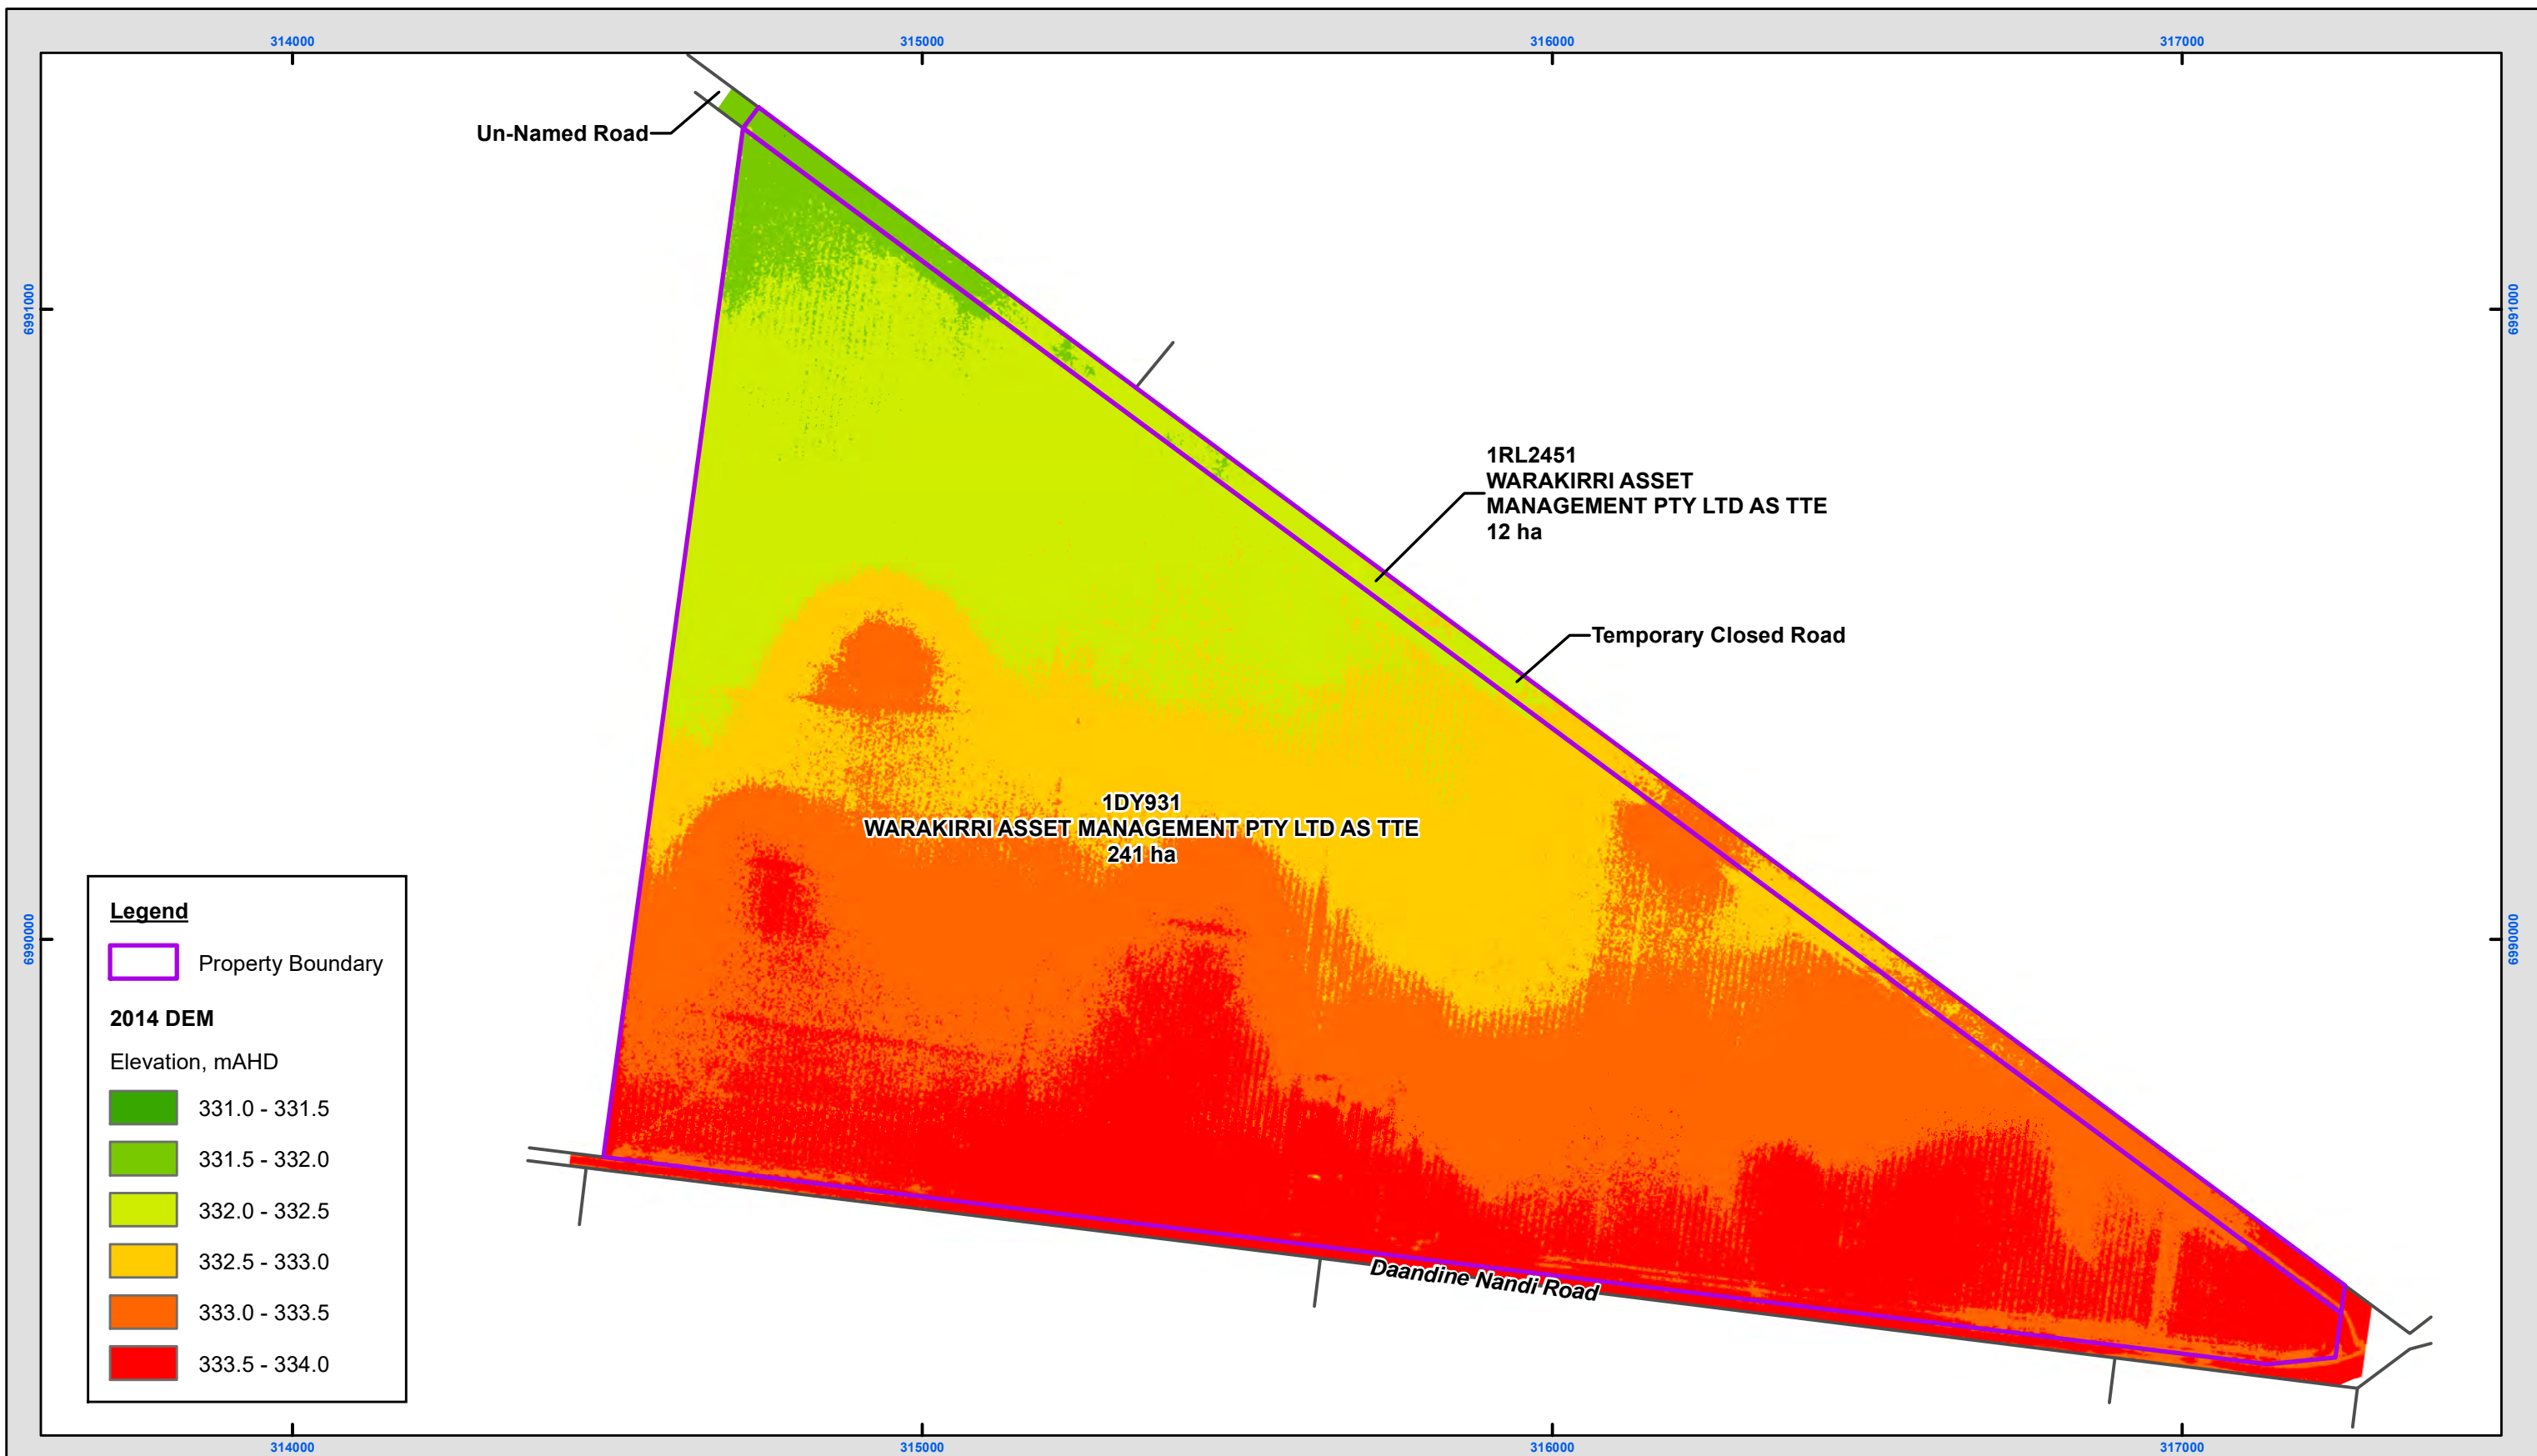 314000
315000
316000
317000
Un-Named Road
6991000
6991000
1RL2451
WARAKIRRI ASSET
MANAGEMENT PTY LTD AS TTE
12 ha
Temporary Closed Road
1DY931
WARAKIRRI ASSET MANAGEMENT PTY LTD AS TTE
241 ha
6990000
6990000
Legend
Property Boundary
2014 DEM
Elevation, mAHD
331.0 - 331.5
331.5 - 332.0
332.0 - 332.5
332.5 - 333.0
333.0 - 333.5
333.5 - 334.0
Daandine Nandi Road
314000
315000
316000
317000